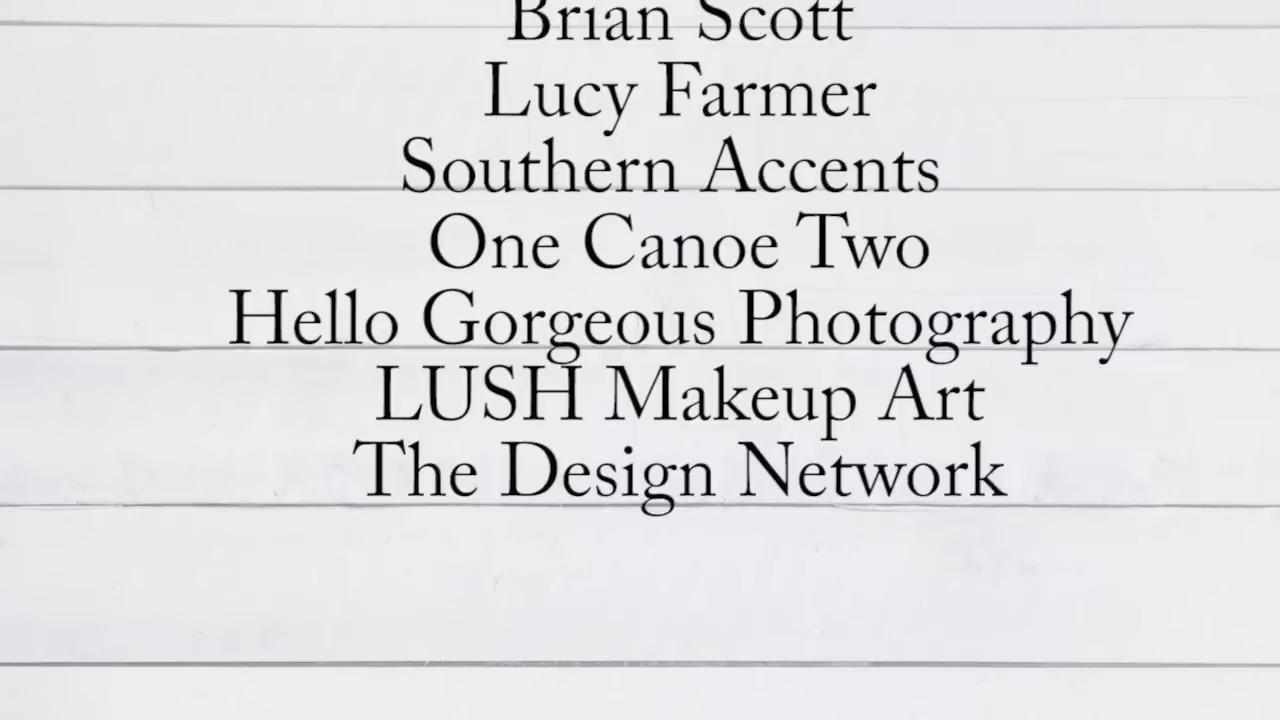 Brian Scott
Lucy Farmer
Southern Accents
One Canoe Two
Hello Gorgeous Photography
LUSH Makeup Art
The Design Network